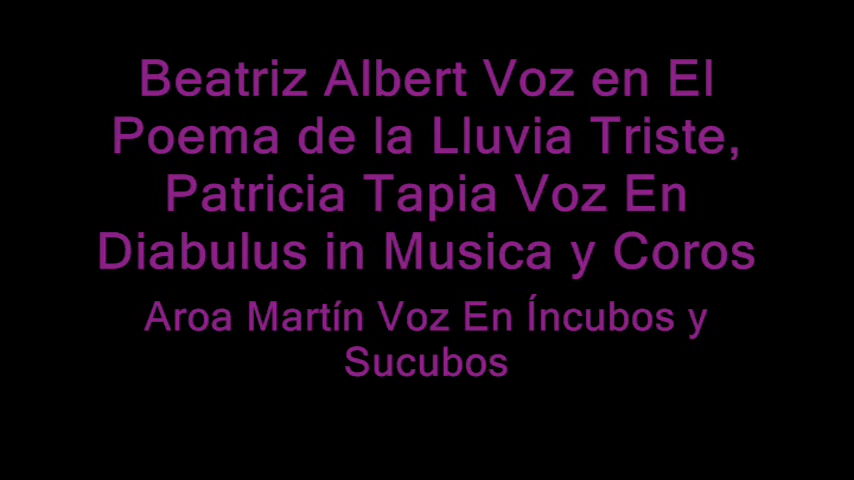 Beatriz Albert Voz en El
Poema de la Lluvia Triste,
Patricia Tapia Voz En
Diabulus in Musica y Coros
Aroa Martín Voz En Íncubos y
Sucubos